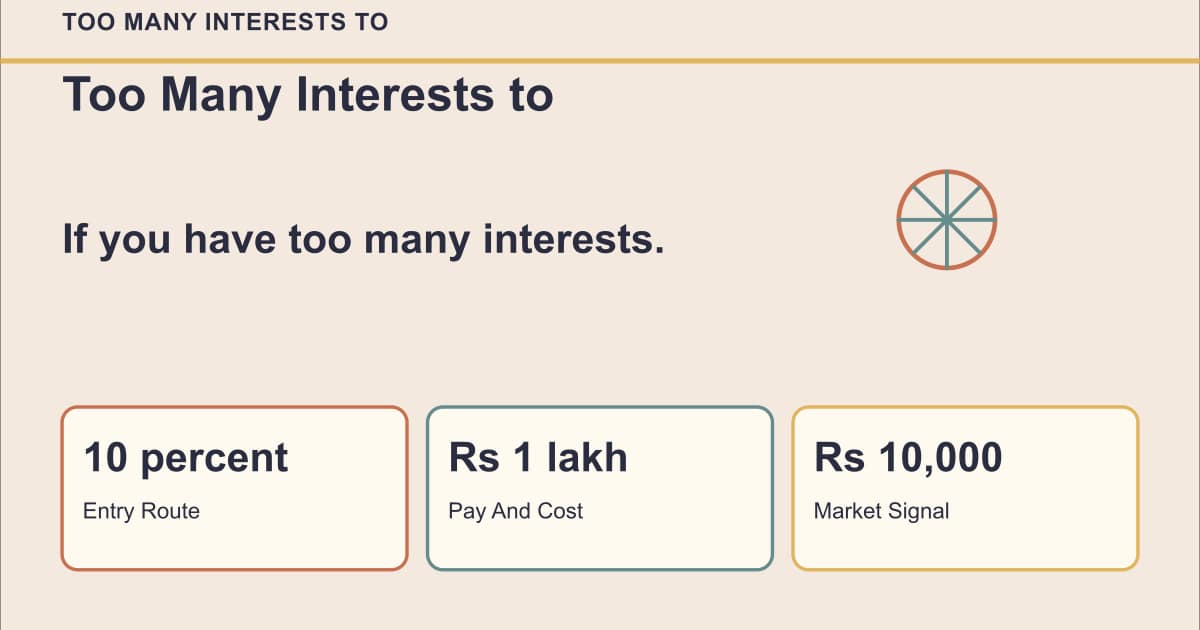 TOO MANY INTERESTS TO
Too Many Interests to
If you have too many interests.
10 percent
Entry Route
Rs 1 lakh
Pay And Cost
Rs 10,000
Market Signal